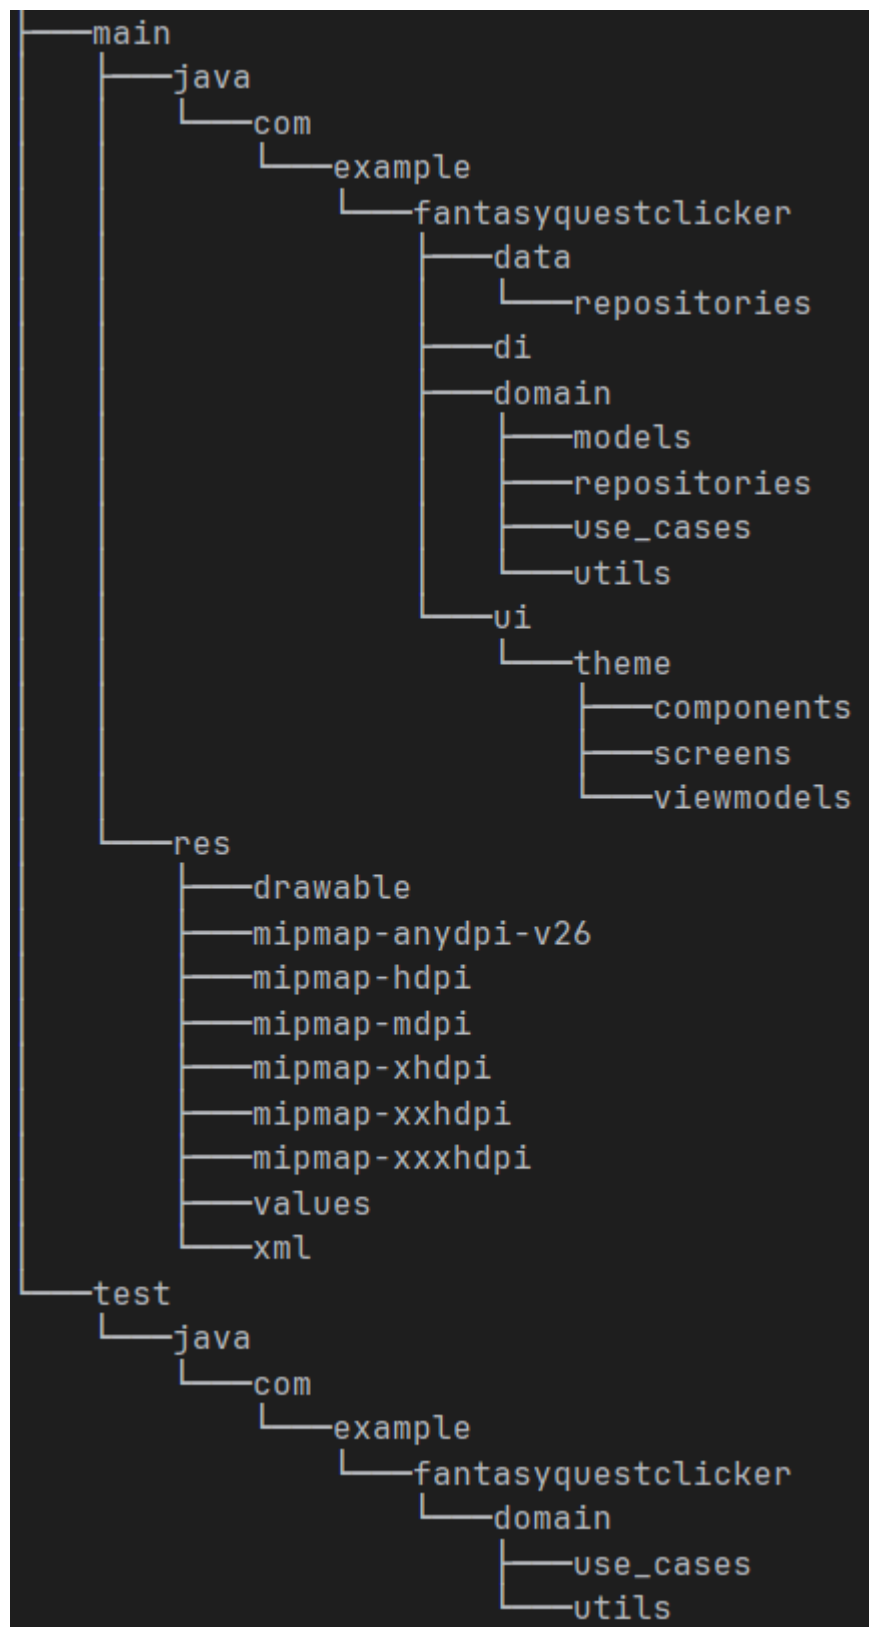 ├───main
│   ├───java
│   │   └───com
│   │       └───example
│   │           └───fantasyquestclicker
│   │               ├───data
│   │               │   └───repositories
│   │               ├───di
│   │               ├───domain
│   │               │   ├───models
│   │               │   ├───repositories
│   │               │   ├───use_cases
│   │               │   └───utils
│   │               └───ui
│   │                   └───theme
│   │                       ├───components
│   │                       ├───screens
│   │                       └───viewmodels
│   └───res
│       ├───drawable
│       ├───mipmap-anydpi-v26
│       ├───mipmap-hdpi
│       ├───mipmap-mdpi
│       ├───mipmap-xhdpi
│       ├───mipmap-xxhdpi
│       ├───mipmap-xxxhdpi
│       ├───values
│       └───xml
└───test
    └───java
        └───com
            └───example
                └───fantasyquestclicker
                    └───domain
                        ├───use_cases
                        └───utils